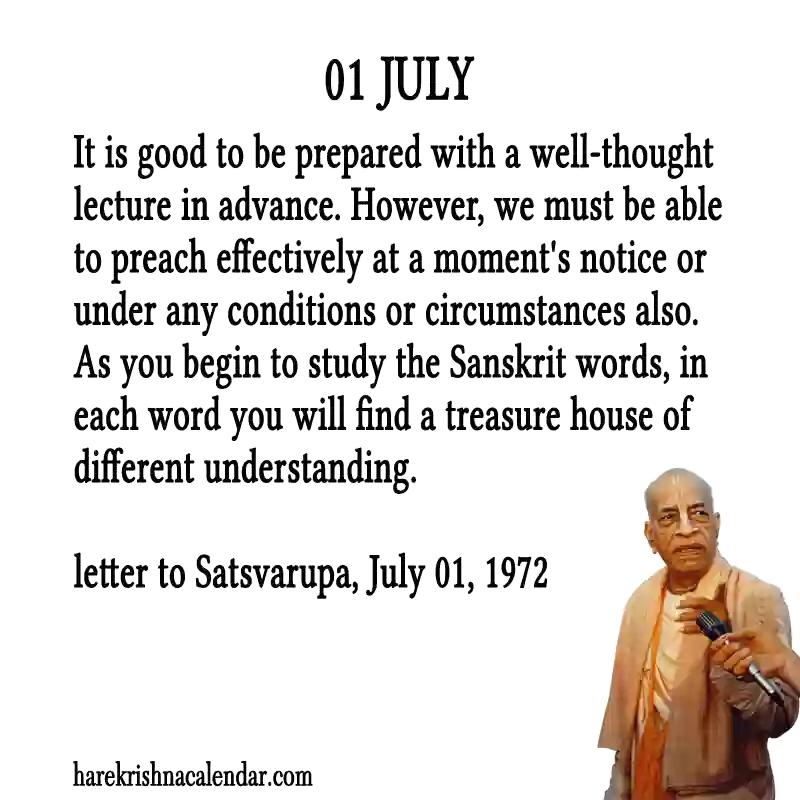 01 JULY
It is good to be prepared with a well-thought
lecture in advance. However, we must be able
to preach effectively at a moment's notice or
under any conditions or circumstances also.
As you begin to study the Sanskrit words, in
each word you will find a treasure house of
different understanding.
letter to Satsvarupa, July 01, 1972
harekrishnacalendar.com